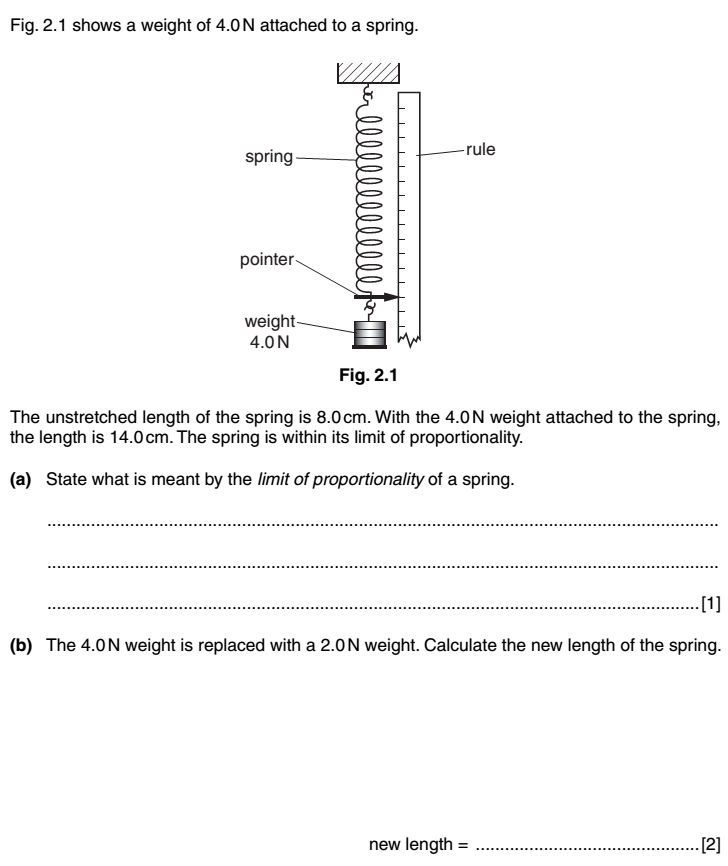 Fig. 2.1 shows a weight of 4.0 N attached to a spring.
spring
rule
pointer
weight
4.0 N
Fig. 2.1
The unstretched length of the spring is 8.0 cm. With the 4.0 N weight attached to the spring,
the length is 14.0 cm. The spring is within its limit of proportionality.
(a) State what is meant by the limit of proportionality of a spring.
[1]
(b) The 4.0 N weight is replaced with a 2.0 N weight. Calculate the new length of the spring.
new length = ................................................[2]